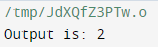 /tmp/JdXQfZ3PTw.o
Output is: 2